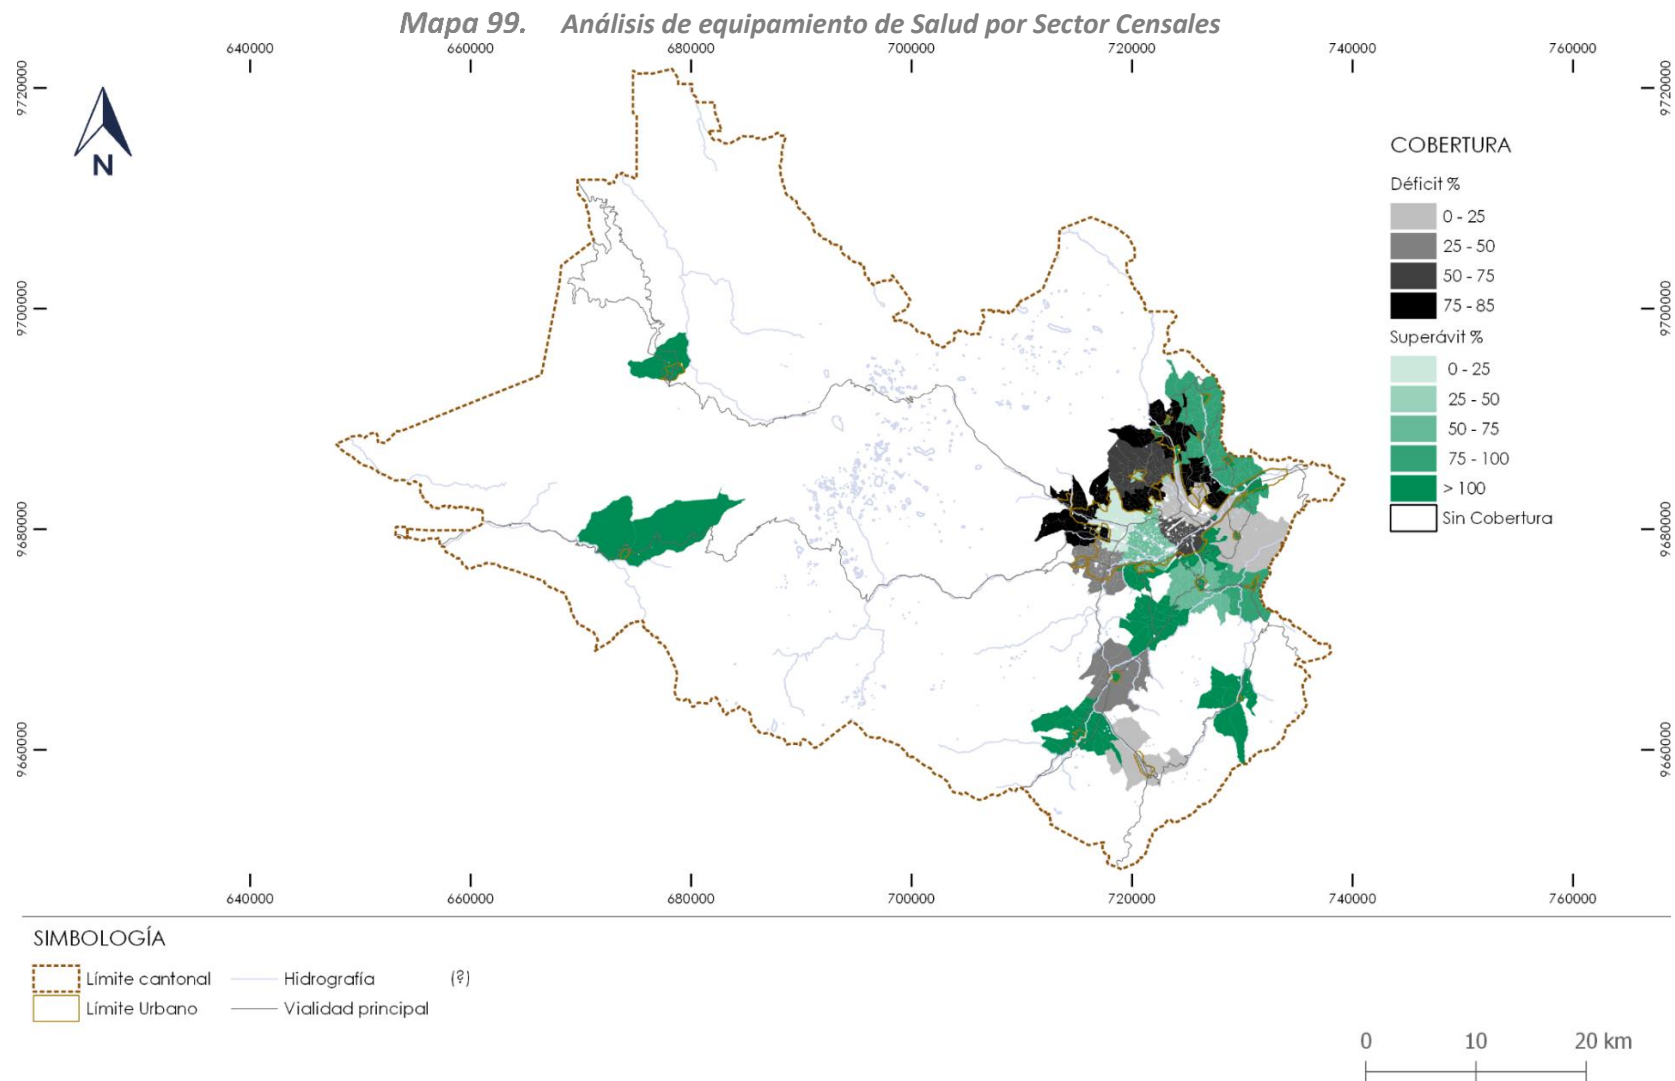 Mapa 99. Análisis de equipamiento de Salud por Sector Censales
640000 660000 680000 700000 720000 740000 760000
9720000 9720000
N
COBERTURA
Déficit %
0 - 25
25 - 50
50 - 75
75 - 85
9700000 9700000
Superávit %
0 - 25
25 - 50
50 - 75
75 - 100
> 100
Sin Cobertura
9680000 9680000
9660000 9660000
640000 660000 680000 700000 720000 740000 760000
SIMBOLOGÍA
Límite cantonal Hidrografía (?)
Límite Urbano Vialidad principal
0 10 20 km